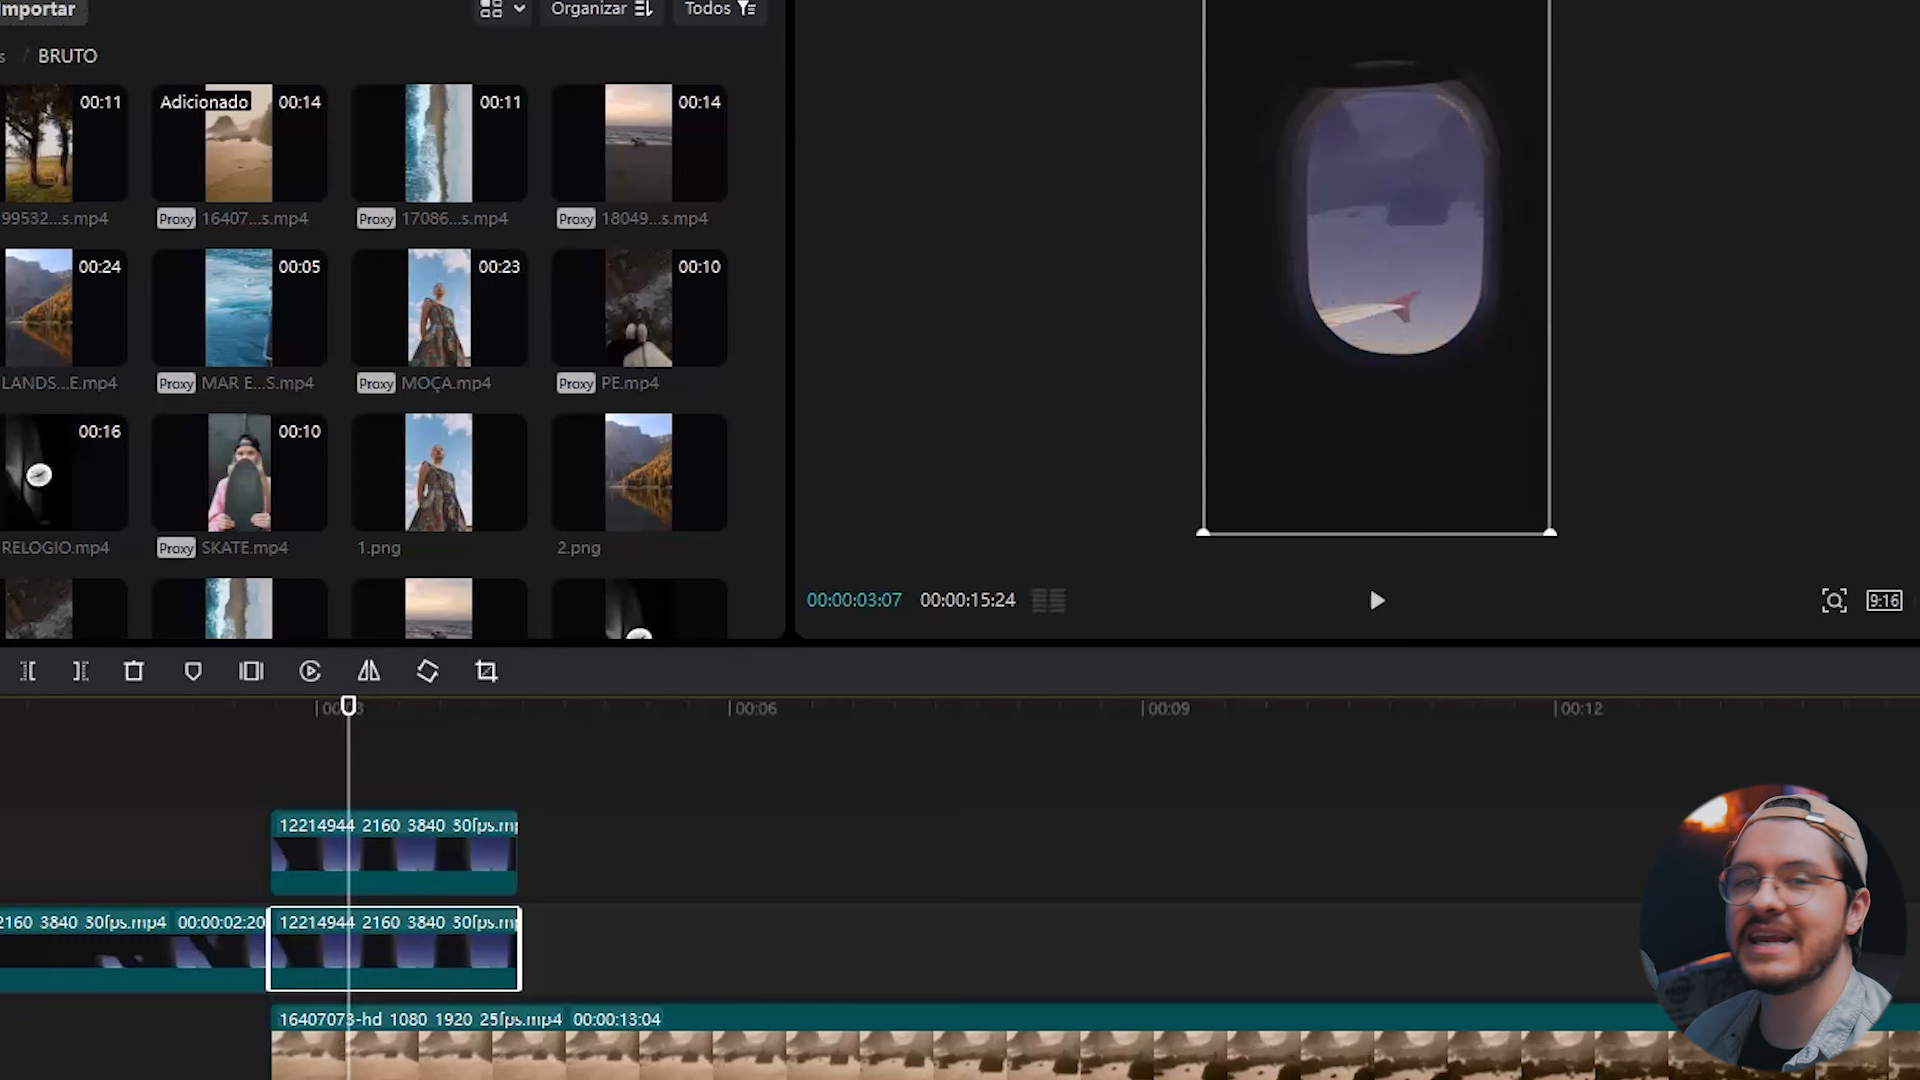 Importar
Organizar
Todos
s / BRUTO
00:11
Adicionado
00:14
00:11
00:14
99532...s.mp4
Proxy 16407...s.mp4
Proxy 17086...s.mp4
Proxy 18049...s.mp4
00:24
00:05
00:23
00:10
LANDS...E.mp4
Proxy MAR E...S.mp4
Proxy MOÇA.mp4
Proxy PE.mp4
00:16
00:10
RELOGIO.mp4
Proxy SKATE.mp4
1.png
2.png
00:00:03:07 00:00:15:24
9:16
00:03
00:06
00:09
00:12
12214944 2160 3840 30fps.mp
2160 3840 30fps.mp4 00:00:02:20
12214944 2160 3840 30fps.mp
16407073-hd 1080 1920 25fps.mp4 00:00:13:04